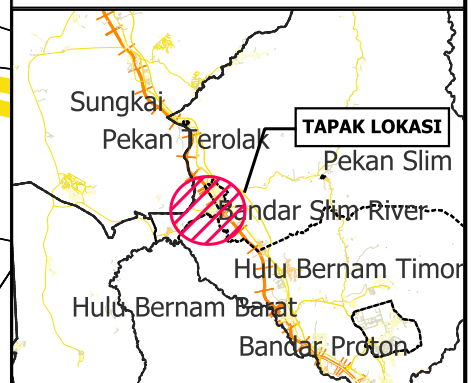 Sungkai
TAPAK LOKASI
Pekan Terolak
Pekan Slim
Bandar Slim River
Hulu Bernam Timor
Hulu Bernam Barat
Bandar Proton